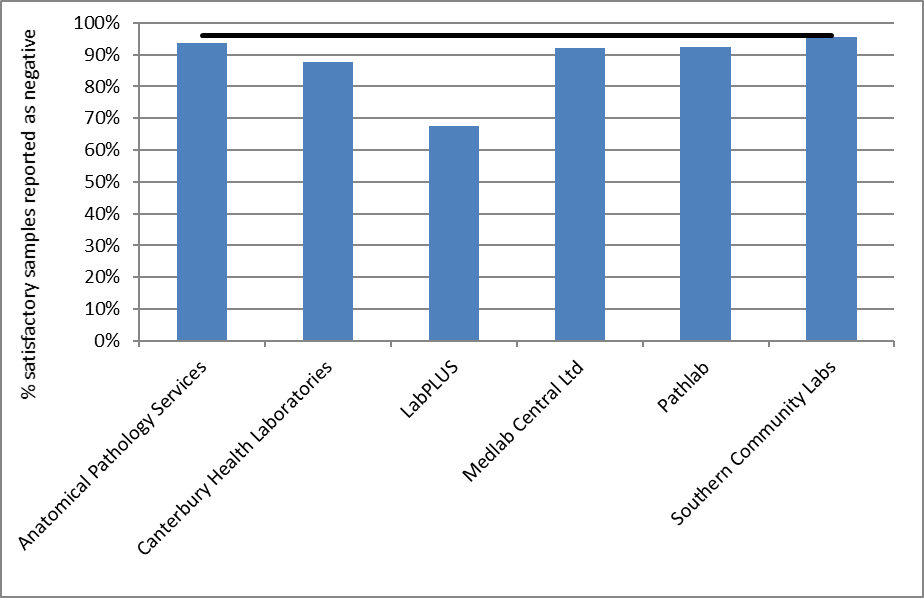 % satisfactory samples reported as negative
100%
90%
80%
70%
60%
50%
40%
30%
20%
10%
0%
Anatomical Pathology Services
Canterbury Health Laboratories
LabPLUS
Medlab Central Ltd
Pathlab
Southern Community Labs